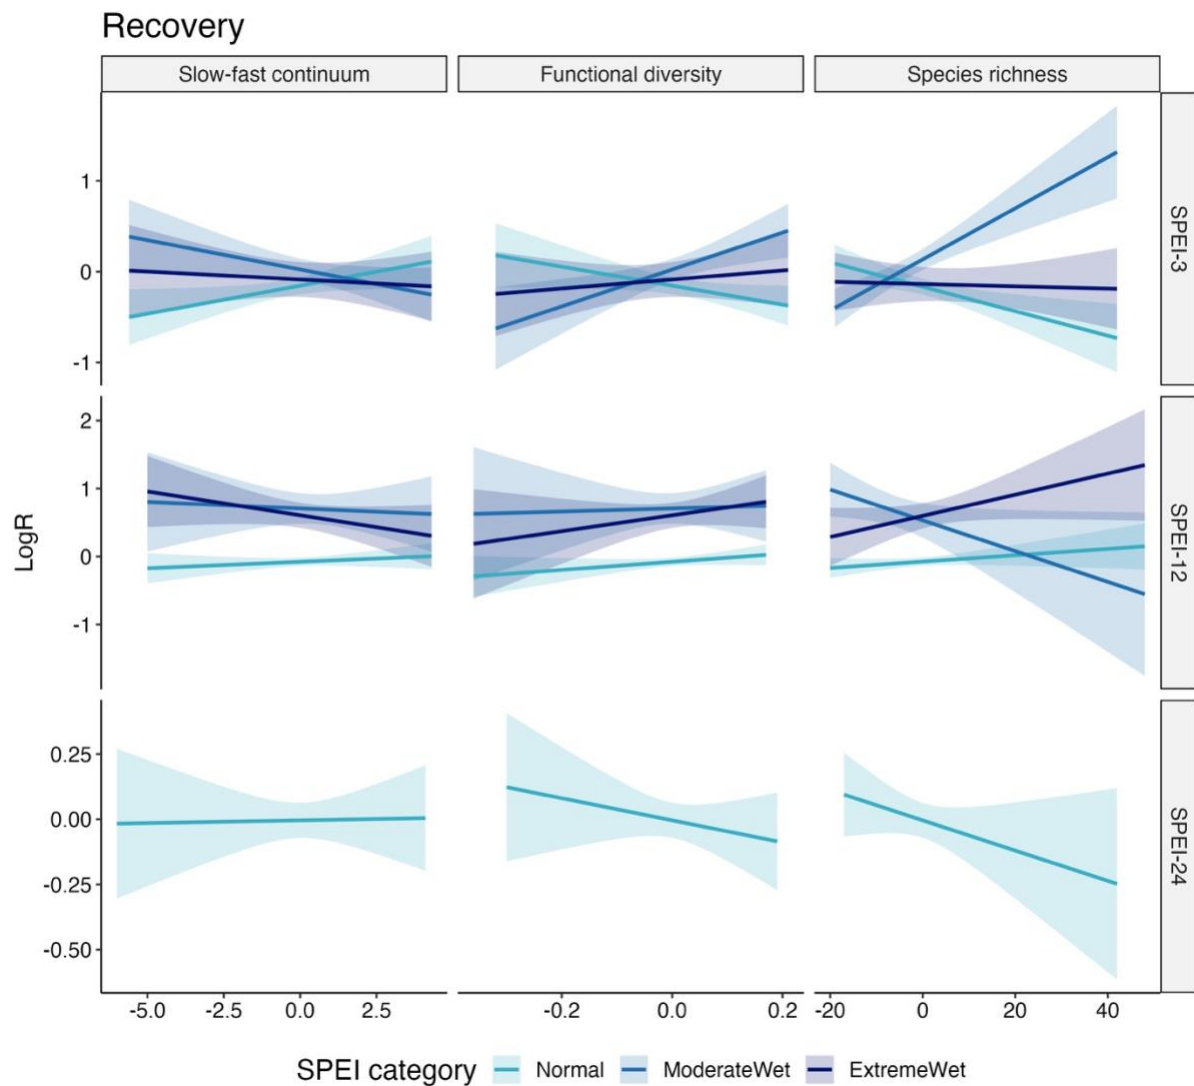 Recovery
Slow-fast continuum
Functional diversity
Species richness
1
0
-1
SPEI-3
2
1
0
-1
SPEI-12
LogR
0.25
0.00
-0.25
-0.50
SPEI-24
-5.0 -2.5 0.0 2.5
-0.2 0.0 0.2
-20 0 20 40
SPEI category Normal ModerateWet ExtremeWet